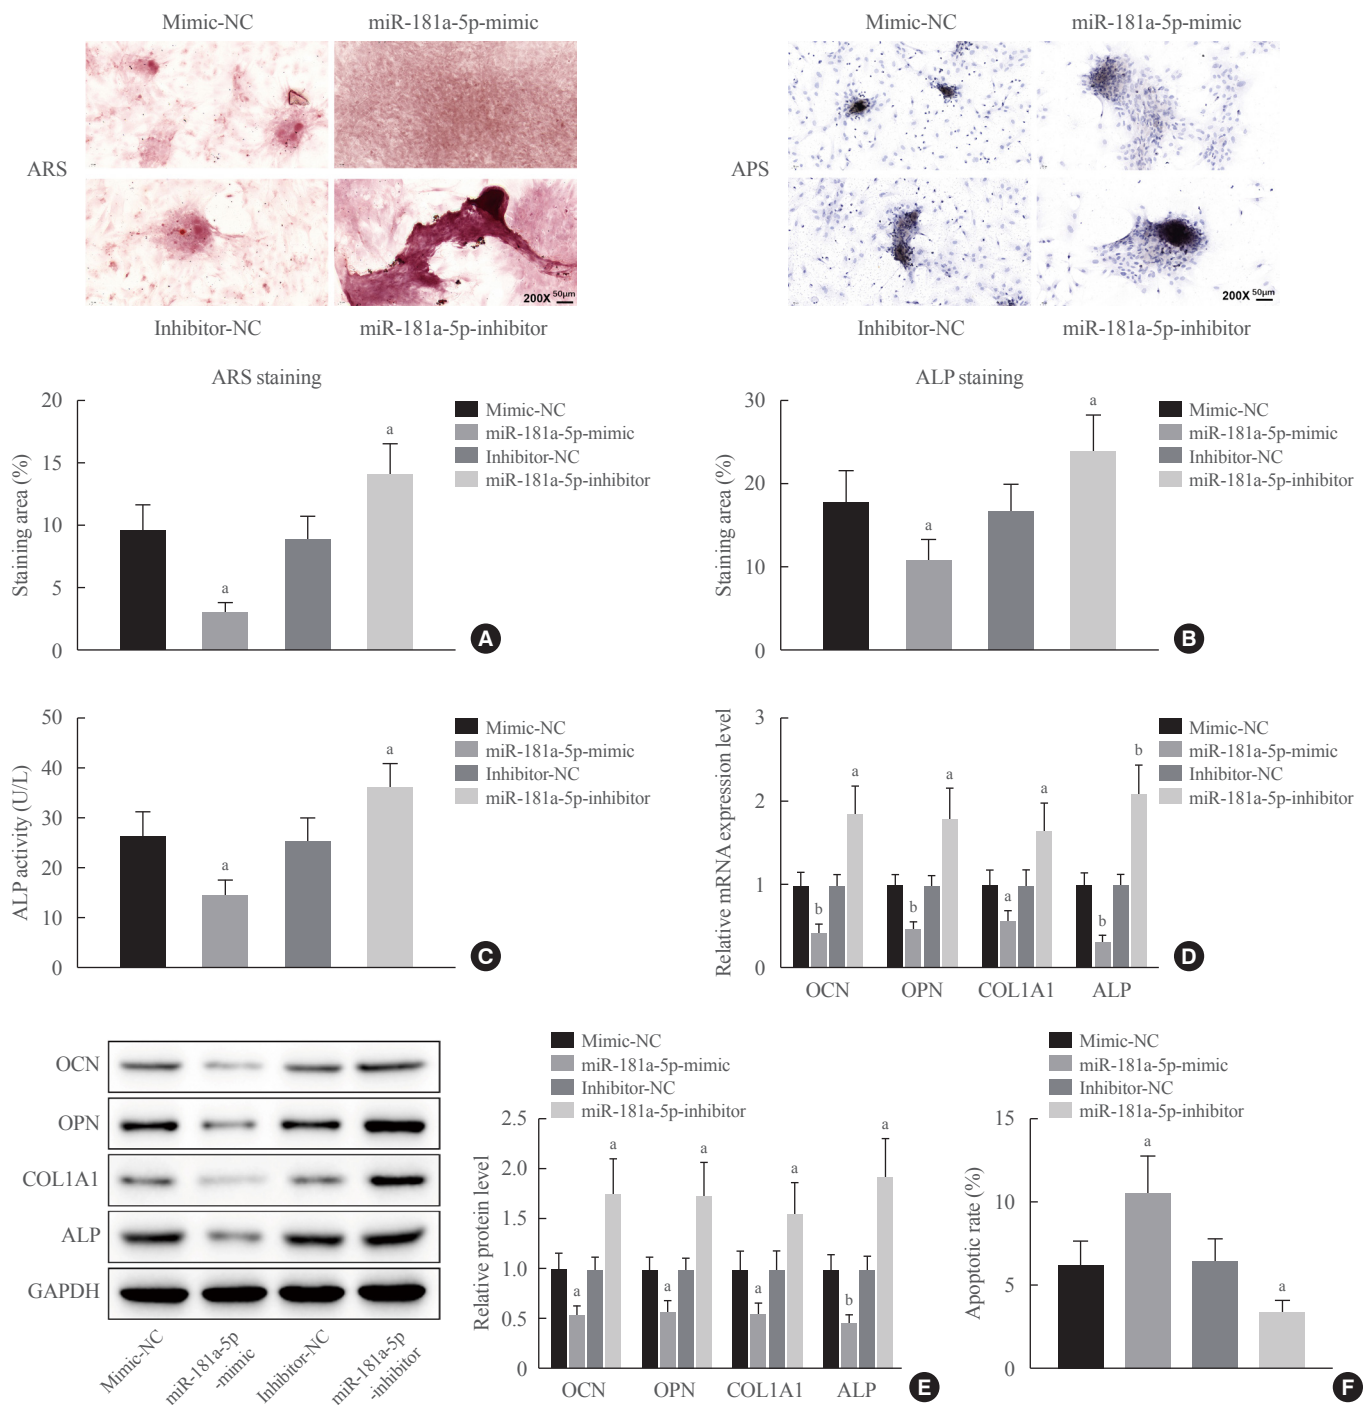 Mimic-NC
miR-181a-5p-mimic
ARS
200X 50μm
Inhibitor-NC
miR-181a-5p-inhibitor
Mimic-NC
miR-181a-5p-mimic
APS
200X 50μm
Inhibitor-NC
miR-181a-5p-inhibitor
ARS staining
Staining area (%)
20
15
10
5
0
a
a
Mimic-NC
miR-181a-5p-mimic
Inhibitor-NC
miR-181a-5p-inhibitor
A
ALP staining
Staining area (%)
30
20
10
0
a
a
Mimic-NC
miR-181a-5p-mimic
Inhibitor-NC
miR-181a-5p-inhibitor
B
ALP activity (U/L)
50
40
30
20
10
0
a
a
Mimic-NC
miR-181a-5p-mimic
Inhibitor-NC
miR-181a-5p-inhibitor
C
Relative mRNA expression level
3
2
1
0
b
a
b
a
a
a
b
b
OCN
OPN
COL1A1
ALP
Mimic-NC
miR-181a-5p-mimic
Inhibitor-NC
miR-181a-5p-inhibitor
D
OCN
OPN
COL1A1
ALP
GAPDH
Mimic-NC
miR-181a-5p
-mimic
Inhibitor-NC
miR-181a-5p
-inhibitor
Mimic-NC
miR-181a-5p-mimic
Inhibitor-NC
miR-181a-5p-inhibitor
Relative protein level
2.5
2.0
1.5
1.0
0.5
0
a
a
a
a
a
a
b
a
OCN
OPN
COL1A1
ALP
E
Mimic-NC
miR-181a-5p-mimic
Inhibitor-NC
miR-181a-5p-inhibitor
Apoptotic rate (%)
15
10
5
0
a
a
F